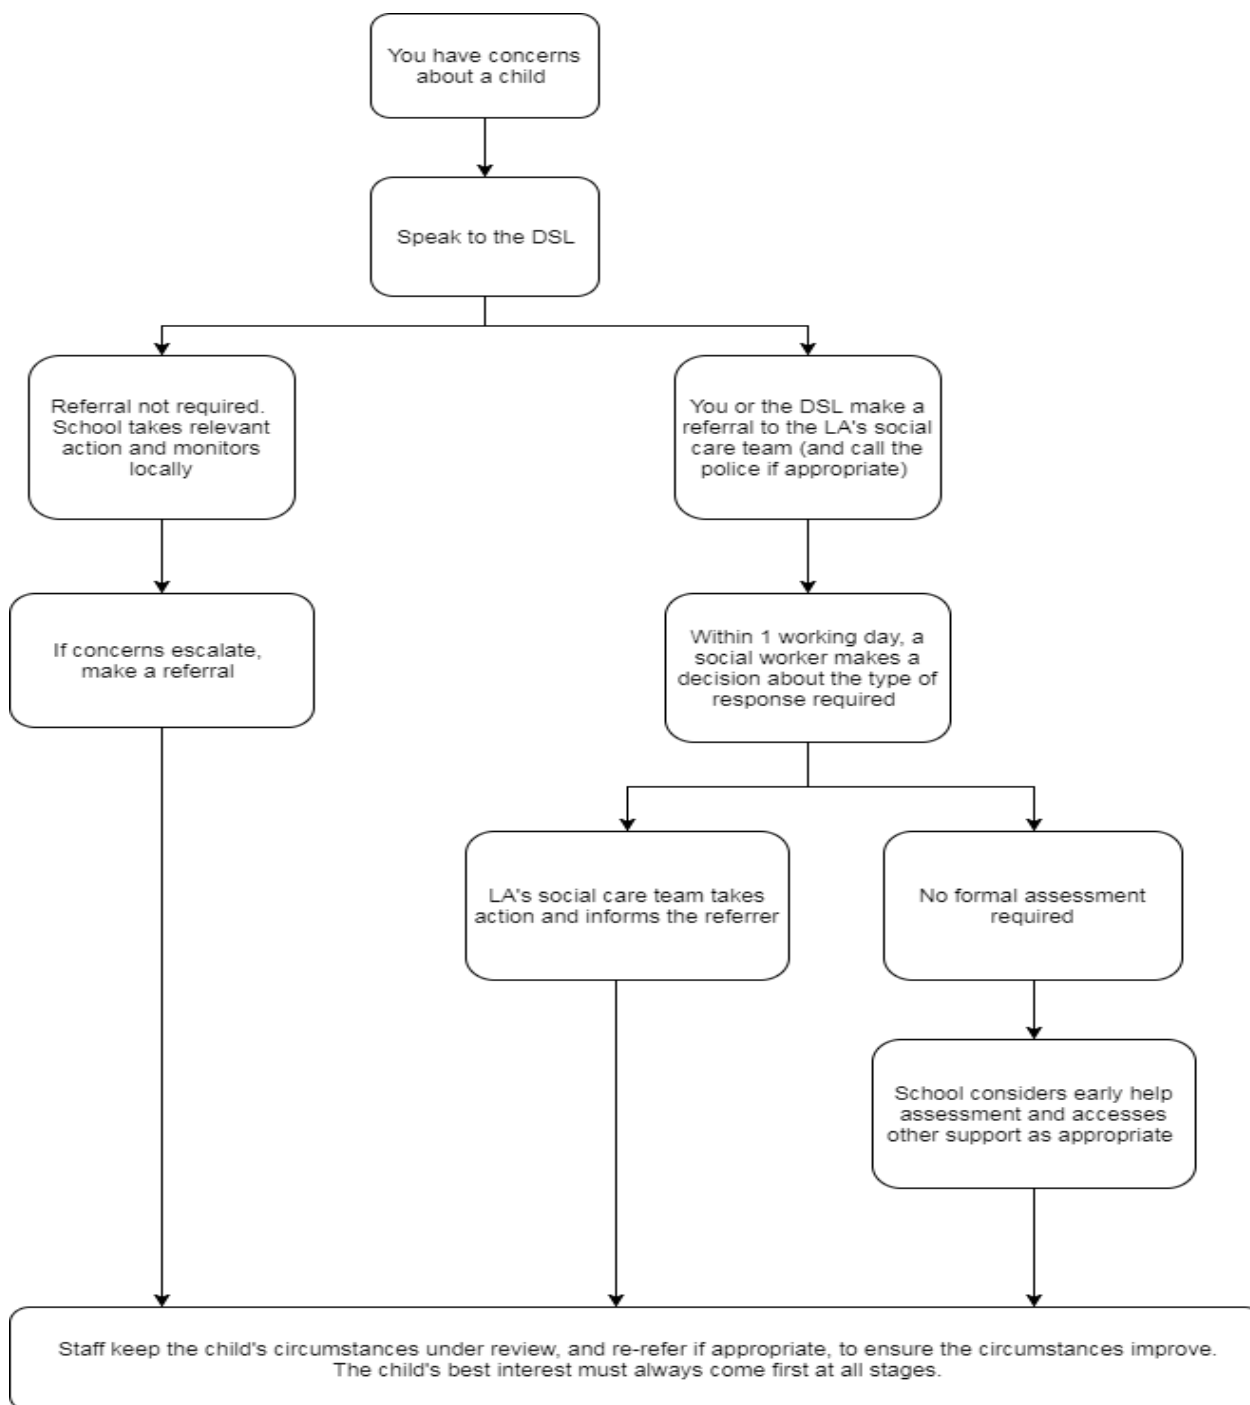 You have concerns
about a child
Speak to the DSL
Referral not required.
School takes relevant
action and monitors
locally
You or the DSL make a
referral to the LA's social
care team (and call the
police if appropriate)
If concerns escalate,
make a referral
Within 1 working day, a
social worker makes a
decision about the type of
response required
LA's social care team takes
action and informs the referrer
No formal assessment
required
School considers early help
assessment and accesses
other support as appropriate
Staff keep the child's circumstances under review, and re-refer if appropriate, to ensure the circumstances improve.
The child's best interest must always come first at all stages.